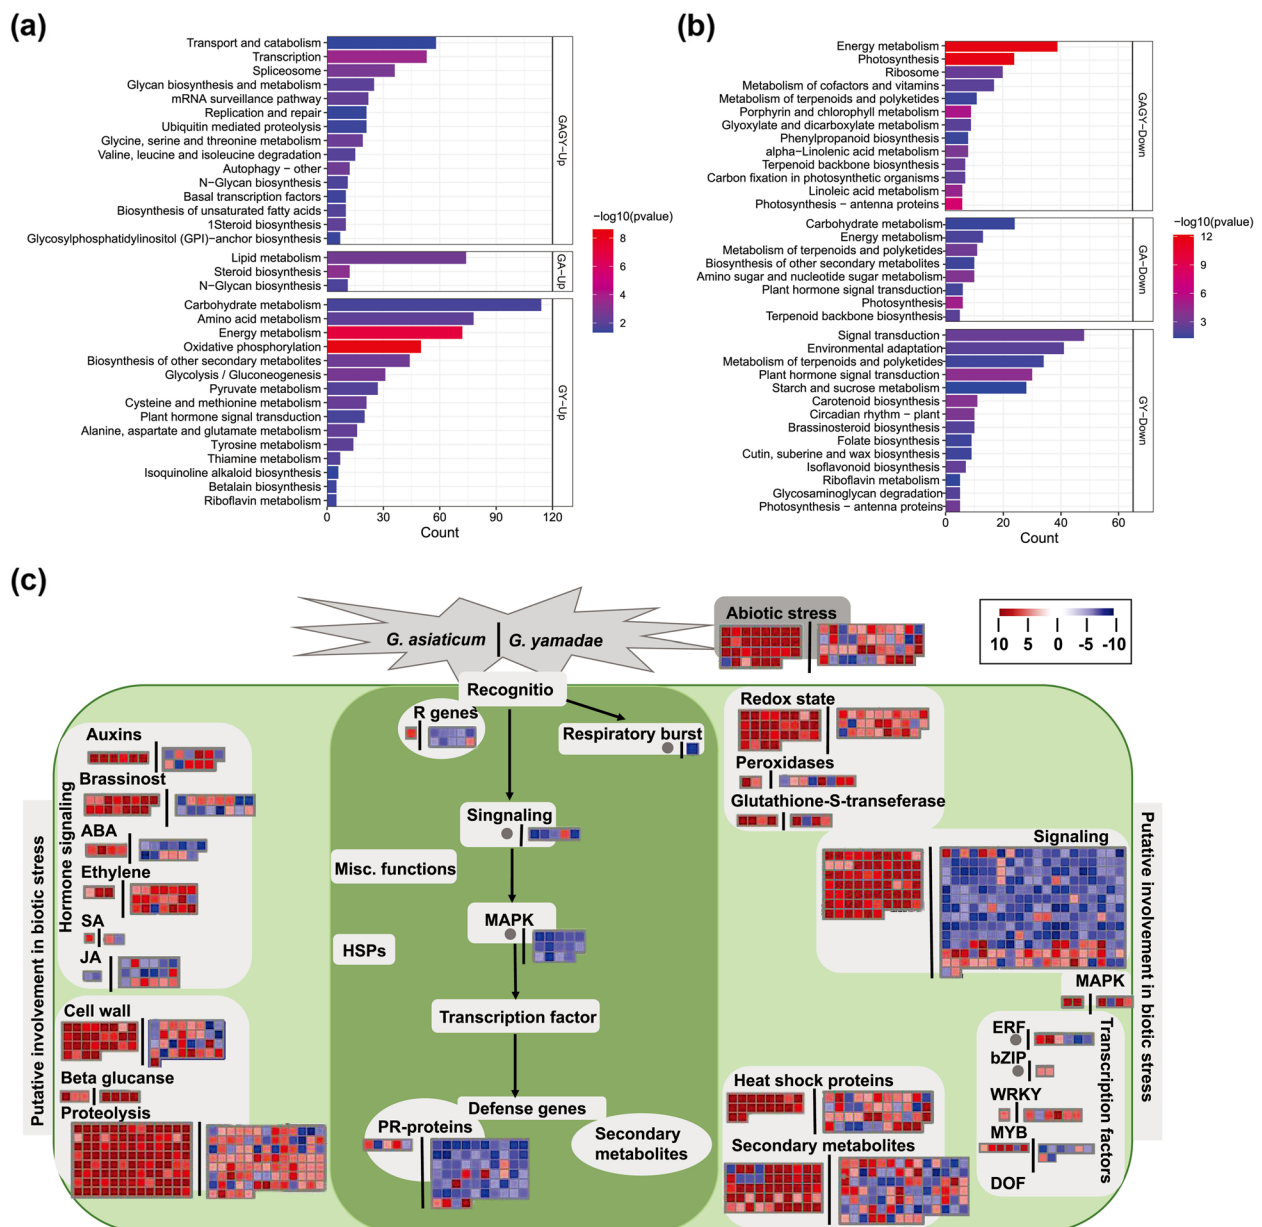 (a)
Transport and catabolism
Transcription
Spliceosome
Glycan biosynthesis and metabolism
mRNA surveillance pathway
Replication and repair
Ubiquitin mediated proteolysis
Glycine, serine and threonine metabolism
Valine, leucine and isoleucine degradation
Autophagy − other
N−Glycan biosynthesis
Basal transcription factors
Biosynthesis of unsaturated fatty acids
1Steroid biosynthesis
Glycosylphosphatidylinositol (GPI)−anchor biosynthesis
GAGY−Up
Lipid metabolism
Steroid biosynthesis
N−Glycan biosynthesis
GA−Up
Carbohydrate metabolism
Amino acid metabolism
Energy metabolism
Oxidative phosphorylation
Biosynthesis of other secondary metabolites
Glycolysis / Gluconeogenesis
Pyruvate metabolism
Cysteine and methionine metabolism
Plant hormone signal transduction
Alanine, aspartate and glutamate metabolism
Tyrosine metabolism
Thiamine metabolism
Isoquinoline alkaloid biosynthesis
Betalain biosynthesis
Riboflavin metabolism
GY−Up
0 30 60 90 120
Count
−log10(pvalue)
8
6
4
2
(b)
Energy metabolism
Photosynthesis
Ribosome
Metabolism of cofactors and vitamins
Metabolism of terpenoids and polyketides
Porphyrin and chlorophyll metabolism
Glyoxylate and dicarboxylate metabolism
Phenylpropanoid biosynthesis
alpha−Linolenic acid metabolism
Terpenoid backbone biosynthesis
Carbon fixation in photosynthetic organisms
Linoleic acid metabolism
Photosynthesis − antenna proteins
GAGY−Down
Carbohydrate metabolism
Energy metabolism
Metabolism of terpenoids and polyketides
Biosynthesis of other secondary metabolites
Amino sugar and nucleotide sugar metabolism
Plant hormone signal transduction
Photosynthesis
Terpenoid backbone biosynthesis
GA−Down
Signal transduction
Environmental adaptation
Metabolism of terpenoids and polyketides
Plant hormone signal transduction
Starch and sucrose metabolism
Carotenoid biosynthesis
Circadian rhythm − plant
Brassinosteroid biosynthesis
Folate biosynthesis
Cutin, suberine and wax biosynthesis
Isoflavonoid biosynthesis
Riboflavin metabolism
Glycosaminoglycan degradation
Photosynthesis − antenna proteins
GY−Down
0 20 40 60
Count
−log10(pvalue)
12
9
6
3
(c)
G. asiaticum G. yamadae
Abiotic stress
10 5 0 -5 -10
Recognitio
R genes
Respiratory burst
Singnaling
Misc. functions
MAPK
HSPs
Transcription factor
Defense genes
PR-proteins
Secondary
metabolites
Putative involvement in biotic stress
Hormone signaling
Auxins
Brassinost
ABA
Ethylene
SA
JA
Cell wall
Beta glucanse
Proteolysis
Redox state
Peroxidases
Glutathione-S-transeferase
Signaling
MAPK
ERF
bZIP
WRKY
MYB
DOF
Transcription factors
Heat shock proteins
Secondary metabolites
Putative involvement in biotic stress